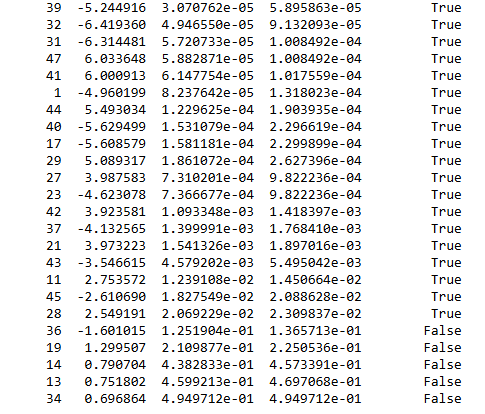 39 -5.244916 3.070762e-05 5.895863e-05 True
32 -6.419360 4.946550e-05 9.132093e-05 True
31 -6.314481 5.720733e-05 1.008492e-04 True
47 6.033648 5.882871e-05 1.008492e-04 True
41 6.000913 6.147754e-05 1.017559e-04 True
1 -4.960199 8.237642e-05 1.318023e-04 True
44 5.493034 1.229625e-04 1.903935e-04 True
40 -5.629499 1.531079e-04 2.296619e-04 True
17 -5.608579 1.581181e-04 2.299899e-04 True
29 5.089317 1.861072e-04 2.627396e-04 True
27 3.987583 7.310201e-04 9.822236e-04 True
23 -4.623078 7.366677e-04 9.822236e-04 True
42 3.923581 1.093348e-03 1.418397e-03 True
37 -4.132565 1.399991e-03 1.768410e-03 True
21 3.973223 1.541326e-03 1.897016e-03 True
43 -3.546615 4.579202e-03 5.495042e-03 True
11 2.753572 1.239108e-02 1.450664e-02 True
45 -2.610690 1.827549e-02 2.088628e-02 True
28 2.549191 2.069229e-02 2.309837e-02 True
36 -1.601015 1.251904e-01 1.365713e-01 False
19 1.299507 2.109877e-01 2.250536e-01 False
14 0.790704 4.382833e-01 4.573391e-01 False
13 0.751802 4.599213e-01 4.697068e-01 False
34 0.696864 4.949712e-01 4.949712e-01 False